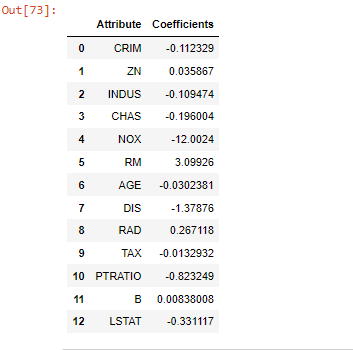 Out[73]:
Attribute Coefficients
0 CRIM -0.112329
1 ZN 0.035867
2 INDUS -0.109474
3 CHAS -0.196004
4 NOX -12.0024
5 RM 3.09926
6 AGE -0.0302381
7 DIS -1.37876
8 RAD 0.267118
9 TAX -0.0132932
10 PTRATIO -0.823249
11 B 0.00838008
12 LSTAT -0.331117